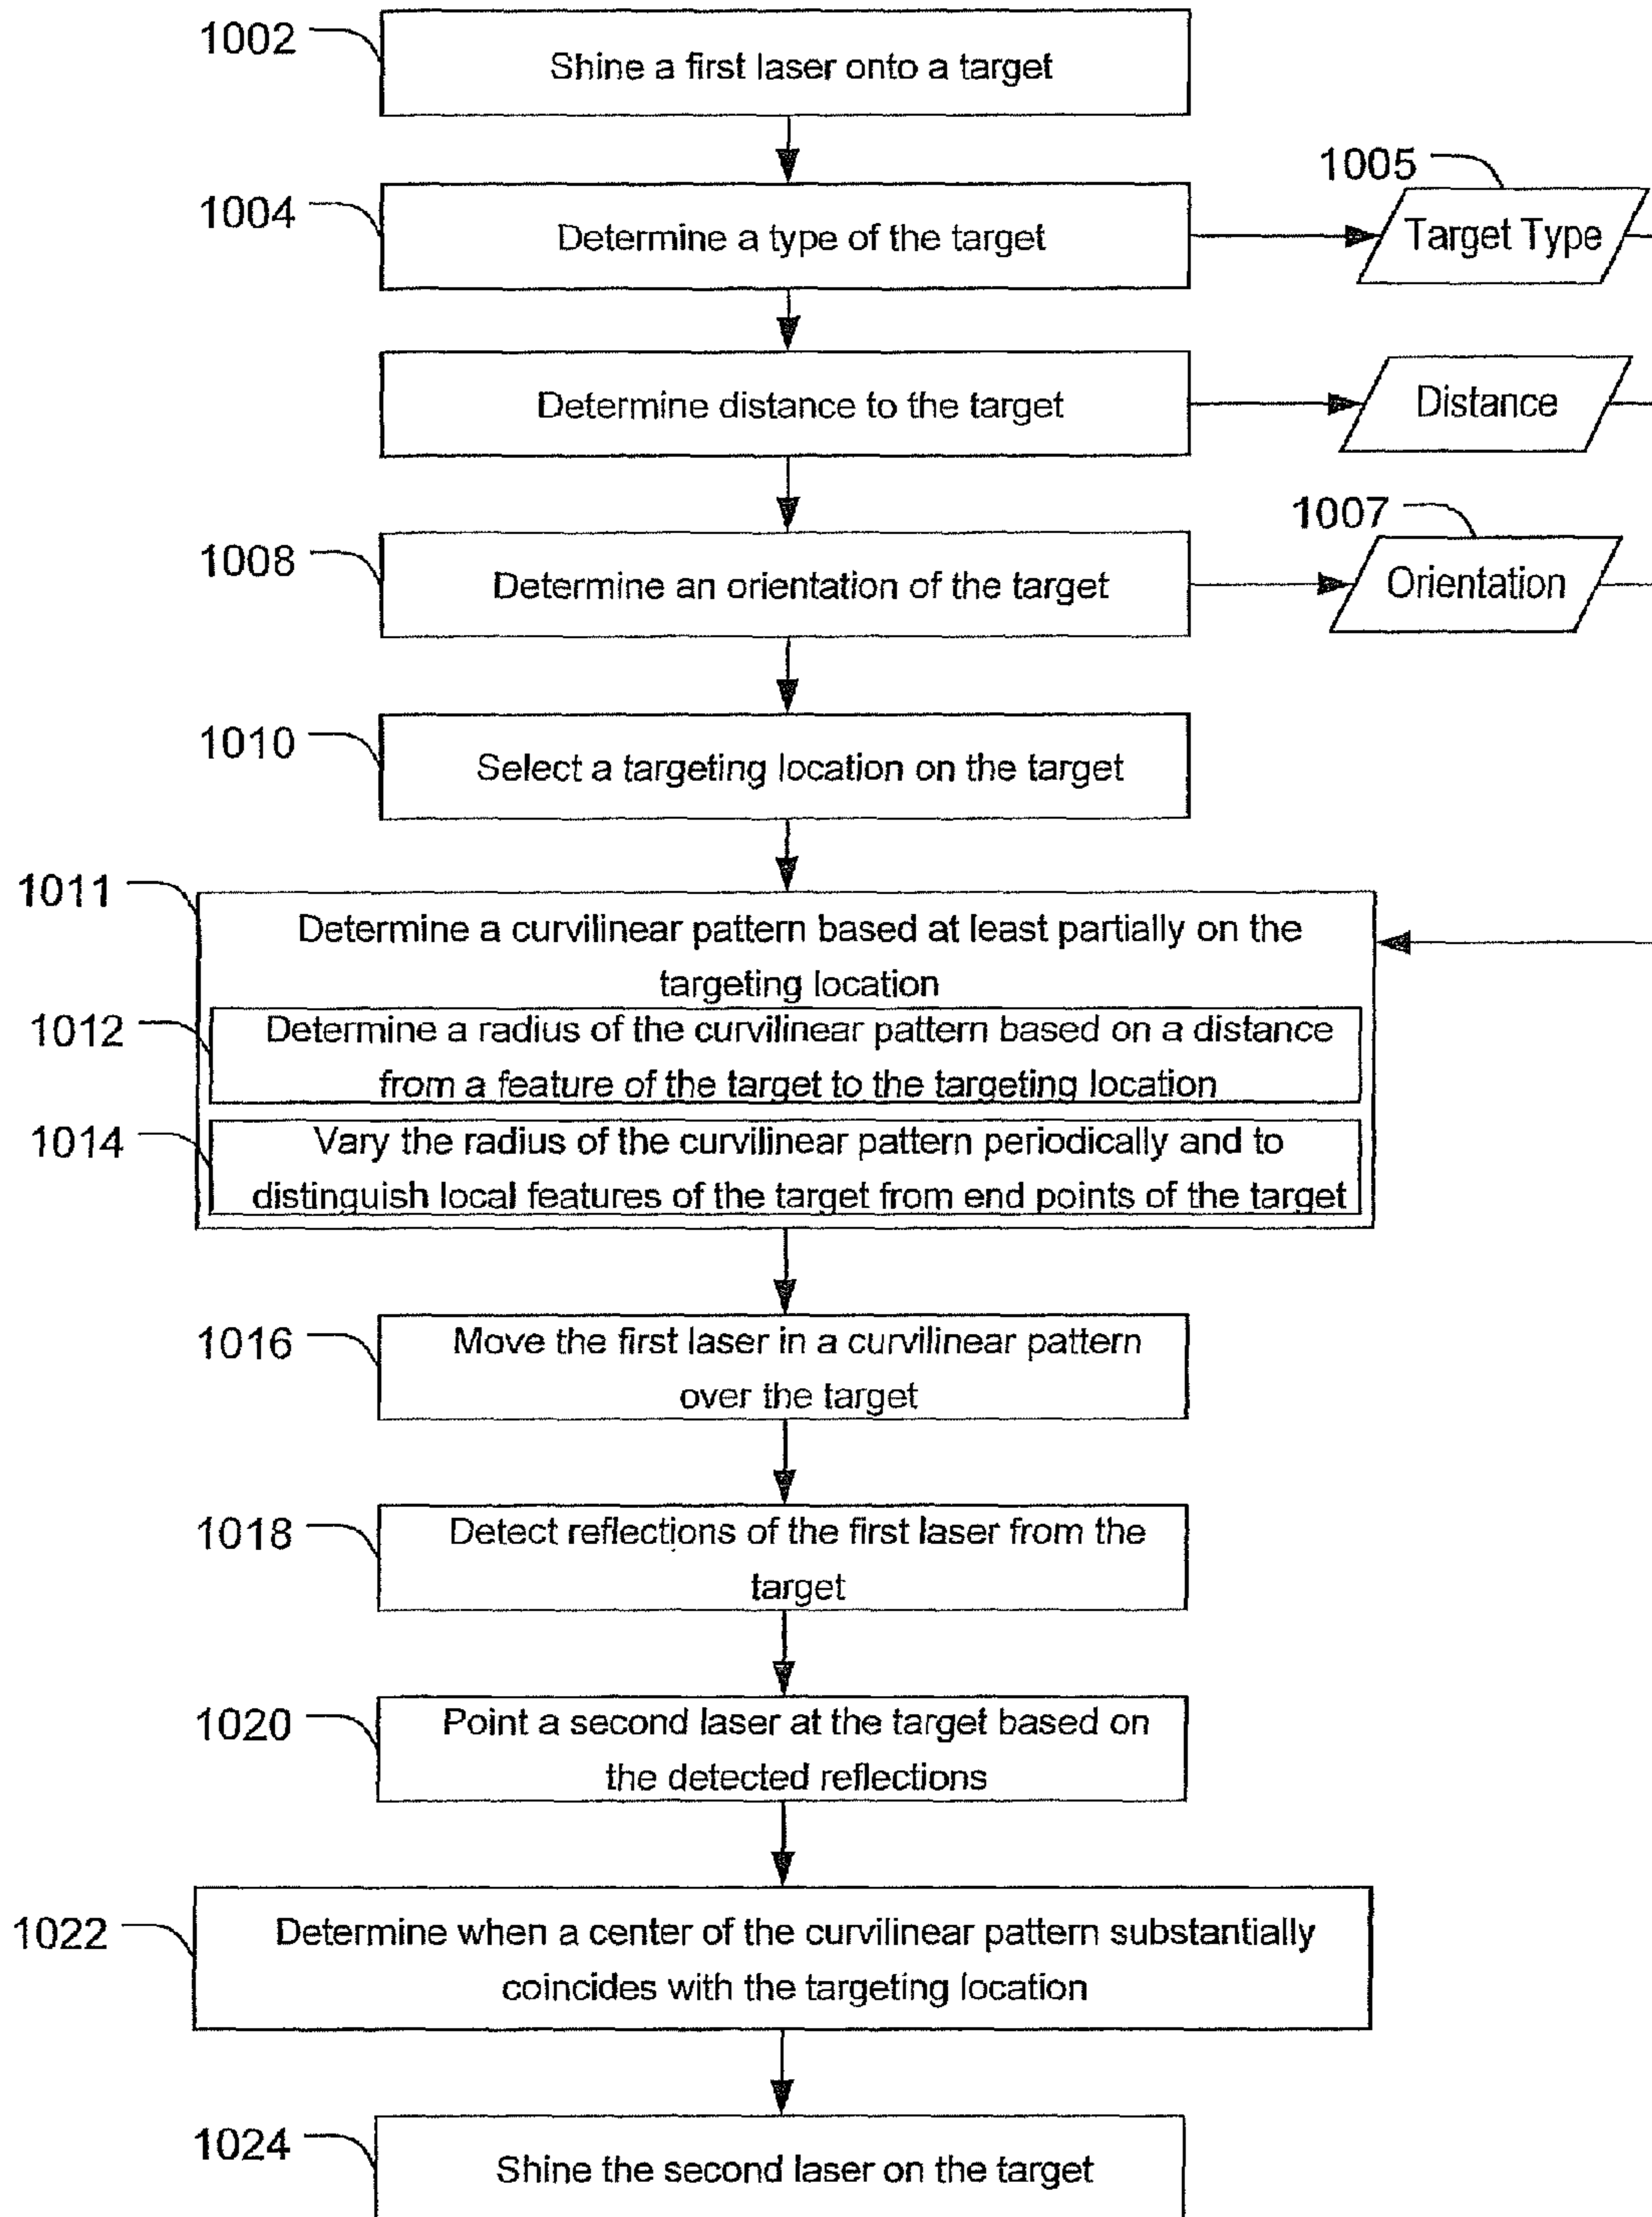 1002
Shine a first laser onto a target
1004
Determine a type of the target
1005
Target Type
Determine distance to the target
Distance
1008
Determine an orientation of the target
1007
Orientation
1010
Select a targeting location on the target
1011
Determine a curvilinear pattern based at least partially on the
targeting location
1012
Determine a radius of the curvilinear pattern based on a distance
from a feature of the target to the targeting location
1014
Vary the radius of the curvilinear pattern periodically and to
distinguish local features of the target from end points of the target
1016
Move the first laser in a curvilinear pattern
over the target
1018
Detect reflections of the first laser from the
target
1020
Point a second laser at the target based on
the detected reflections
1022
Determine when a center of the curvilinear pattern substantially
coincides with the targeting location
1024
Shine the second laser on the target